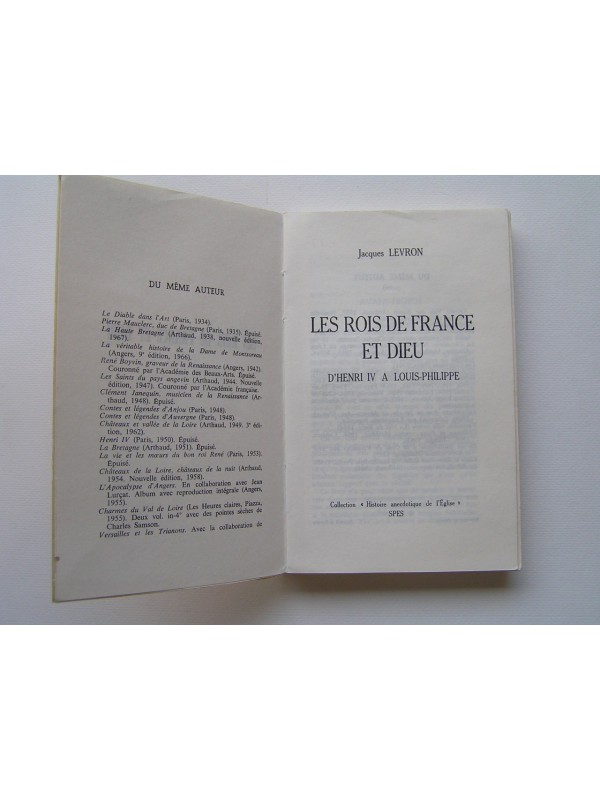 DU MÊME AUTEUR
Le Diable dans l'Art (Paris, 1934).
Pierre Mauclerc, duc de Bretagne (Paris, 1935). Épuisé.
La Haute Bretagne (Arthaud, 1938, nouvelle édition,
1967).
La véritable histoire de la Dame de Montsoreau
(Angers, 9e édition, 1966).
René Boyvin, graveur de la Renaissance (Angers, 1942).
Couronné par l'Académie des Beaux-Arts. Épuisé.
Les Saints du pays angevin (Arthaud, 1944. Nouvelle
édition, 1947). Couronné par l'Académie française.
Clément Janequin, musicien de la Renaissance (Ar-
thaud, 1948). Épuisé.
Contes et légendes d'Anjou (Paris, 1948).
Contes et légendes d'Auvergne (Paris, 1948).
Châteaux et vallée de la Loire (Arthaud, 1949. 3e édi-
tion, 1962).
Henri IV (Paris, 1950). Épuisé.
La Bretagne (Arthaud, 1951). Épuisé.
La vie et les mœurs du bon roi René (Paris, 1953).
Épuisé.
Châteaux de la Loire, châteaux de la nuit (Arthaud,
1954. Nouvelle édition, 1958).
L'Apocalypse d'Angers. En collaboration avec Jean
Lurçat. Album avec reproduction intégrale (Angers,
1955).
Charmes du Val de Loire (Les Heures claires, Piazza,
1955). Deux vol. in-4° avec des pointes sèches de
Charles Samson.
Versailles et les Trianons. Avec la collaboration de
Jacques LEVRON
LES ROIS DE FRANCE
ET DIEU
D'HENRI IV A LOUIS-PHILIPPE
Collection « Histoire anecdotique de l'Église »
SPES